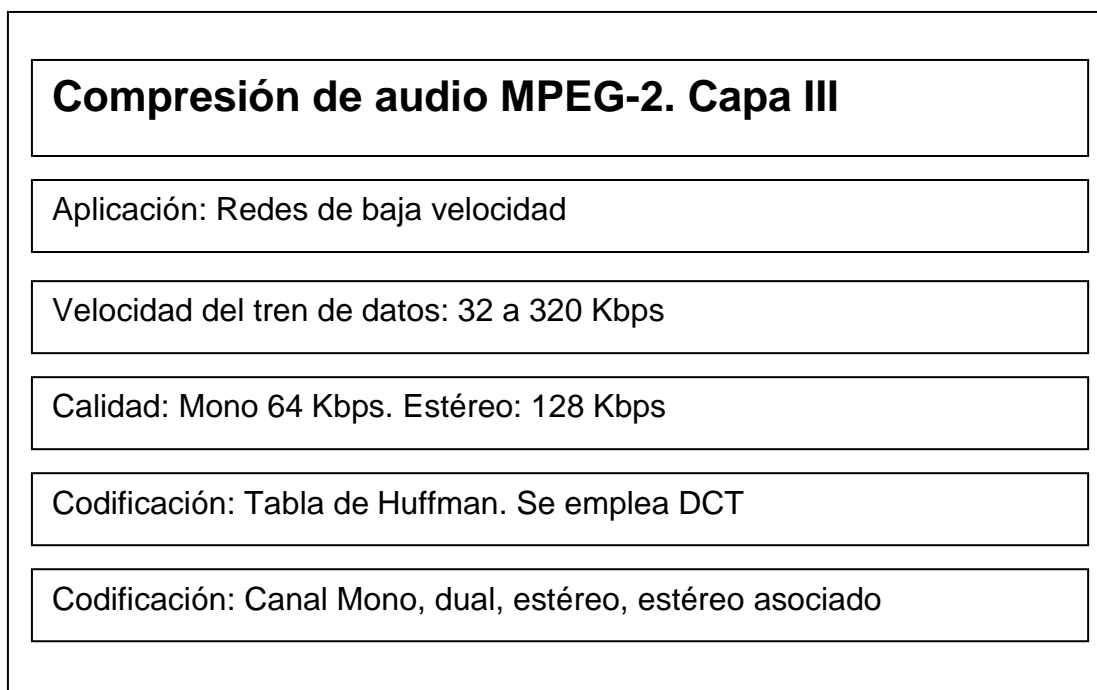 Compresión de audio MPEG-2. Capa III
Aplicación: Redes de baja velocidad
Velocidad del tren de datos: 32 a 320 Kbps
Calidad: Mono 64 Kbps. Estéreo: 128 Kbps
Codificación: Tabla de Huffman. Se emplea DCT
Codificación: Canal Mono, dual, estéreo, estéreo asociado